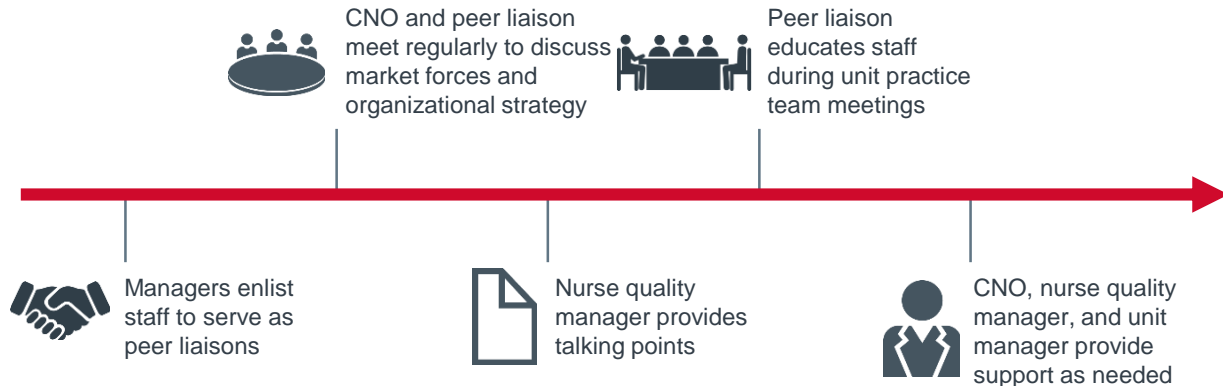 Managers enlist
staff to serve as
peer liaisons
CNO and peer liaison
meet regularly to discuss
market forces and
organizational strategy
Nurse quality
manager provides
talking points
Peer liaison
educates staff
during unit practice
team meetings
CNO, nurse quality
manager, and unit
manager provide
support as needed